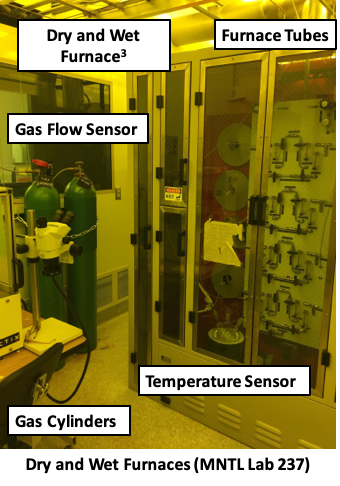 Dry and Wet
Furnace³
Furnace Tubes
Gas Flow Sensor
HOT
Temperature Sensor
Gas Cylinders
Dry and Wet Furnaces (MNTL Lab 237)